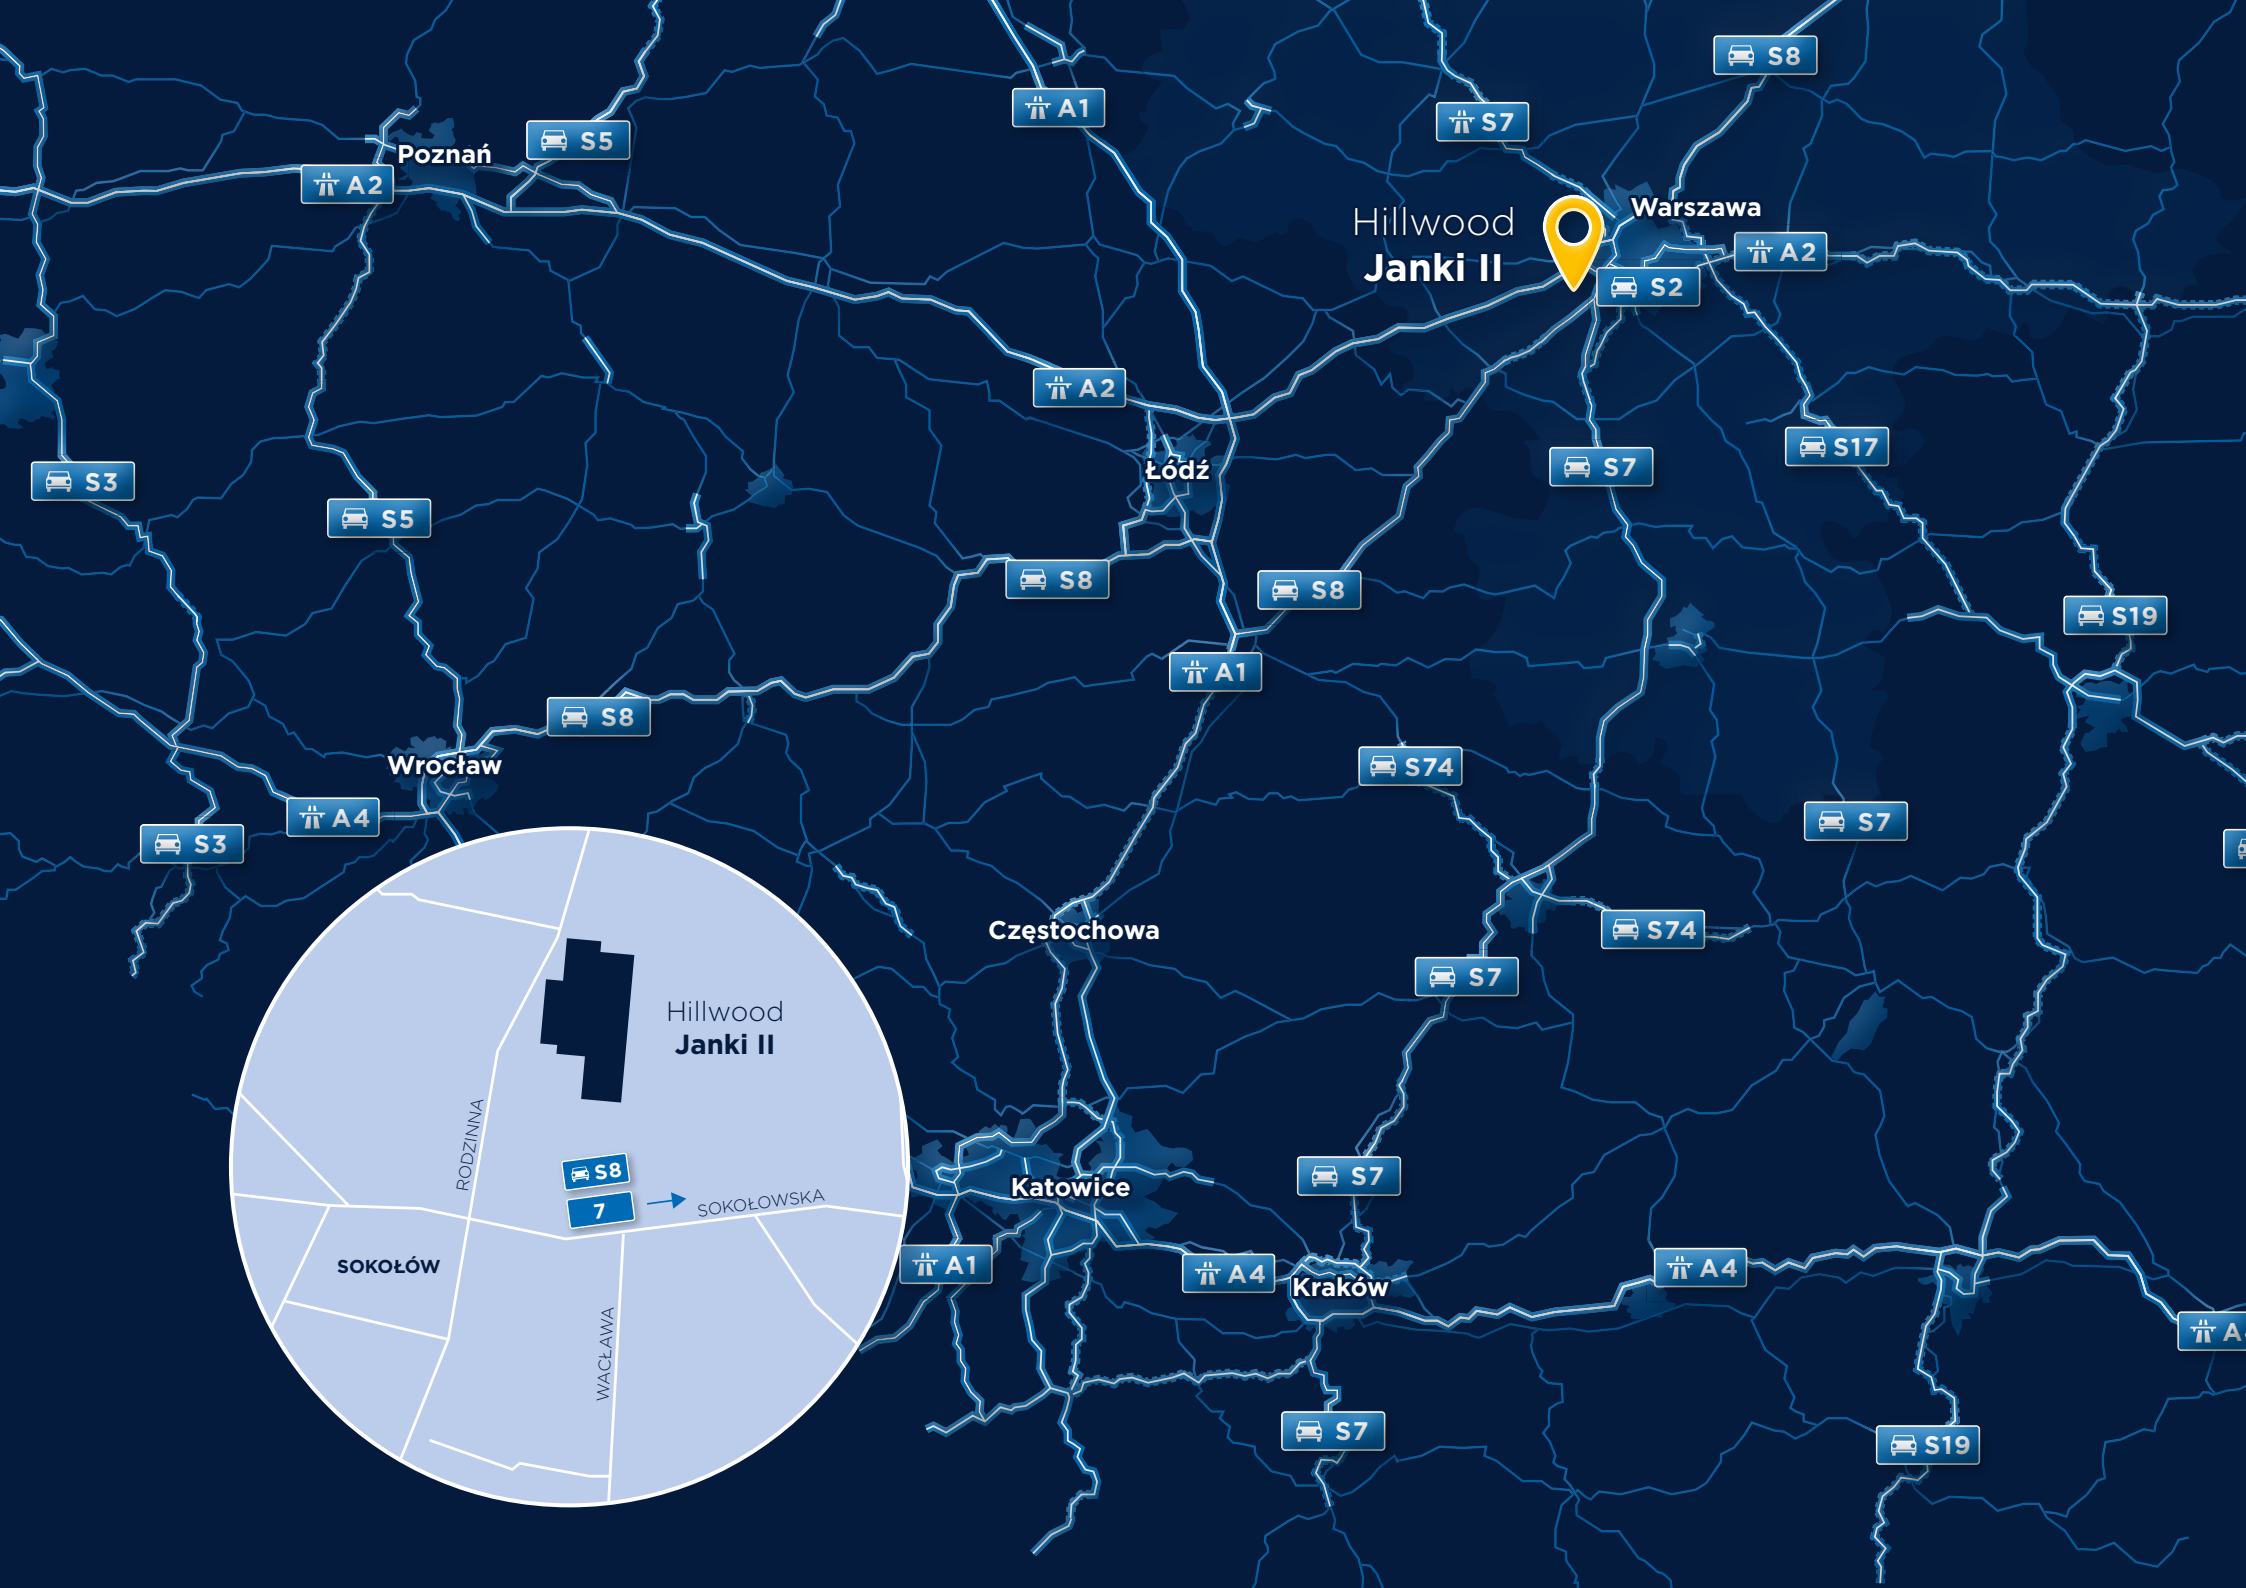 S8
A1
S7
S5
Poznań
A2
Warszawa
Hillwood
Janki II
A2
S2
A2
S17
S7
Łódź
S3
S5
S8
S8
S19
A1
S8
Wrocław
S74
A4
S7
S3
Częstochowa
S74
S7
Hillwood
Janki II
RODZINNA
S8
7
SOKOŁOWSKA
SOKOŁÓW
WACŁAWA
Katowice
S7
A1
A4
Kraków
A4
S7
S19